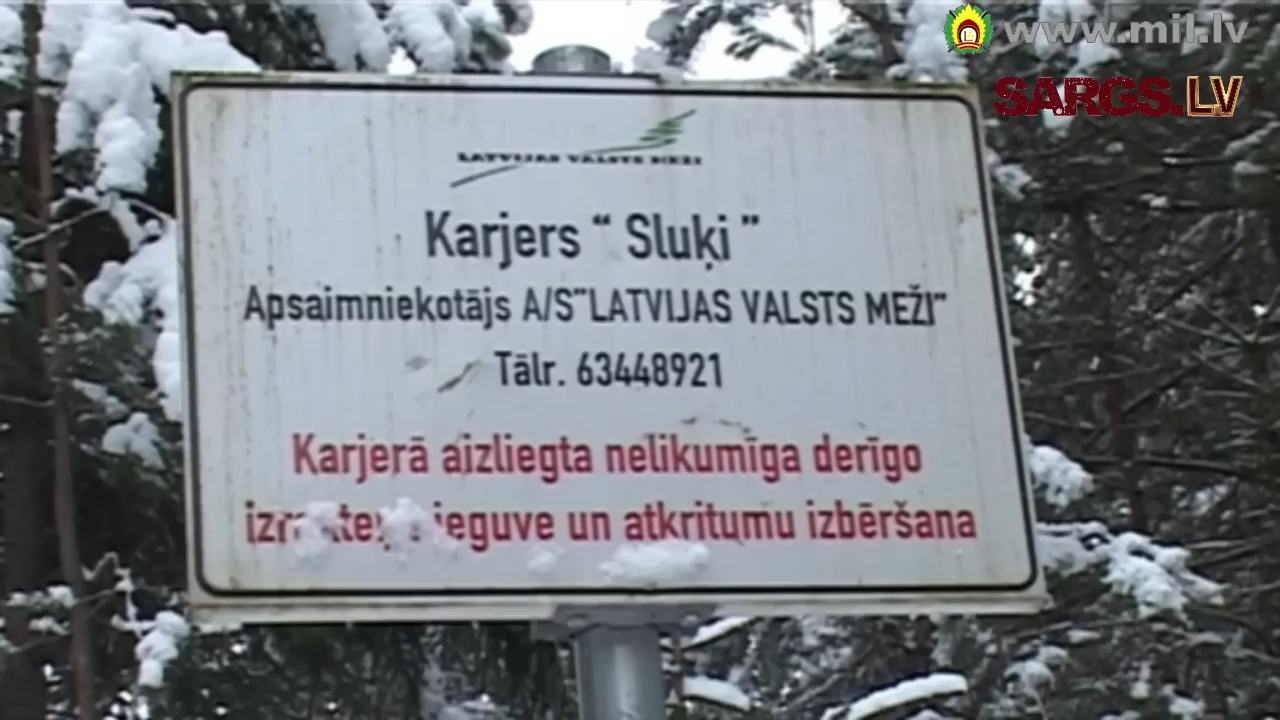 www.mil.lv
SARGS.LV
LATVIJAS VALSTS MEŽI
Karjers “ Sluķi ”
Apsaimniekotājs A/S"LATVIJAS VALSTS MEŽI"
Tālr. 63448921
Karjerā aizliegta nelikumīga derīgo
ieguve un atkritumu izbēršana